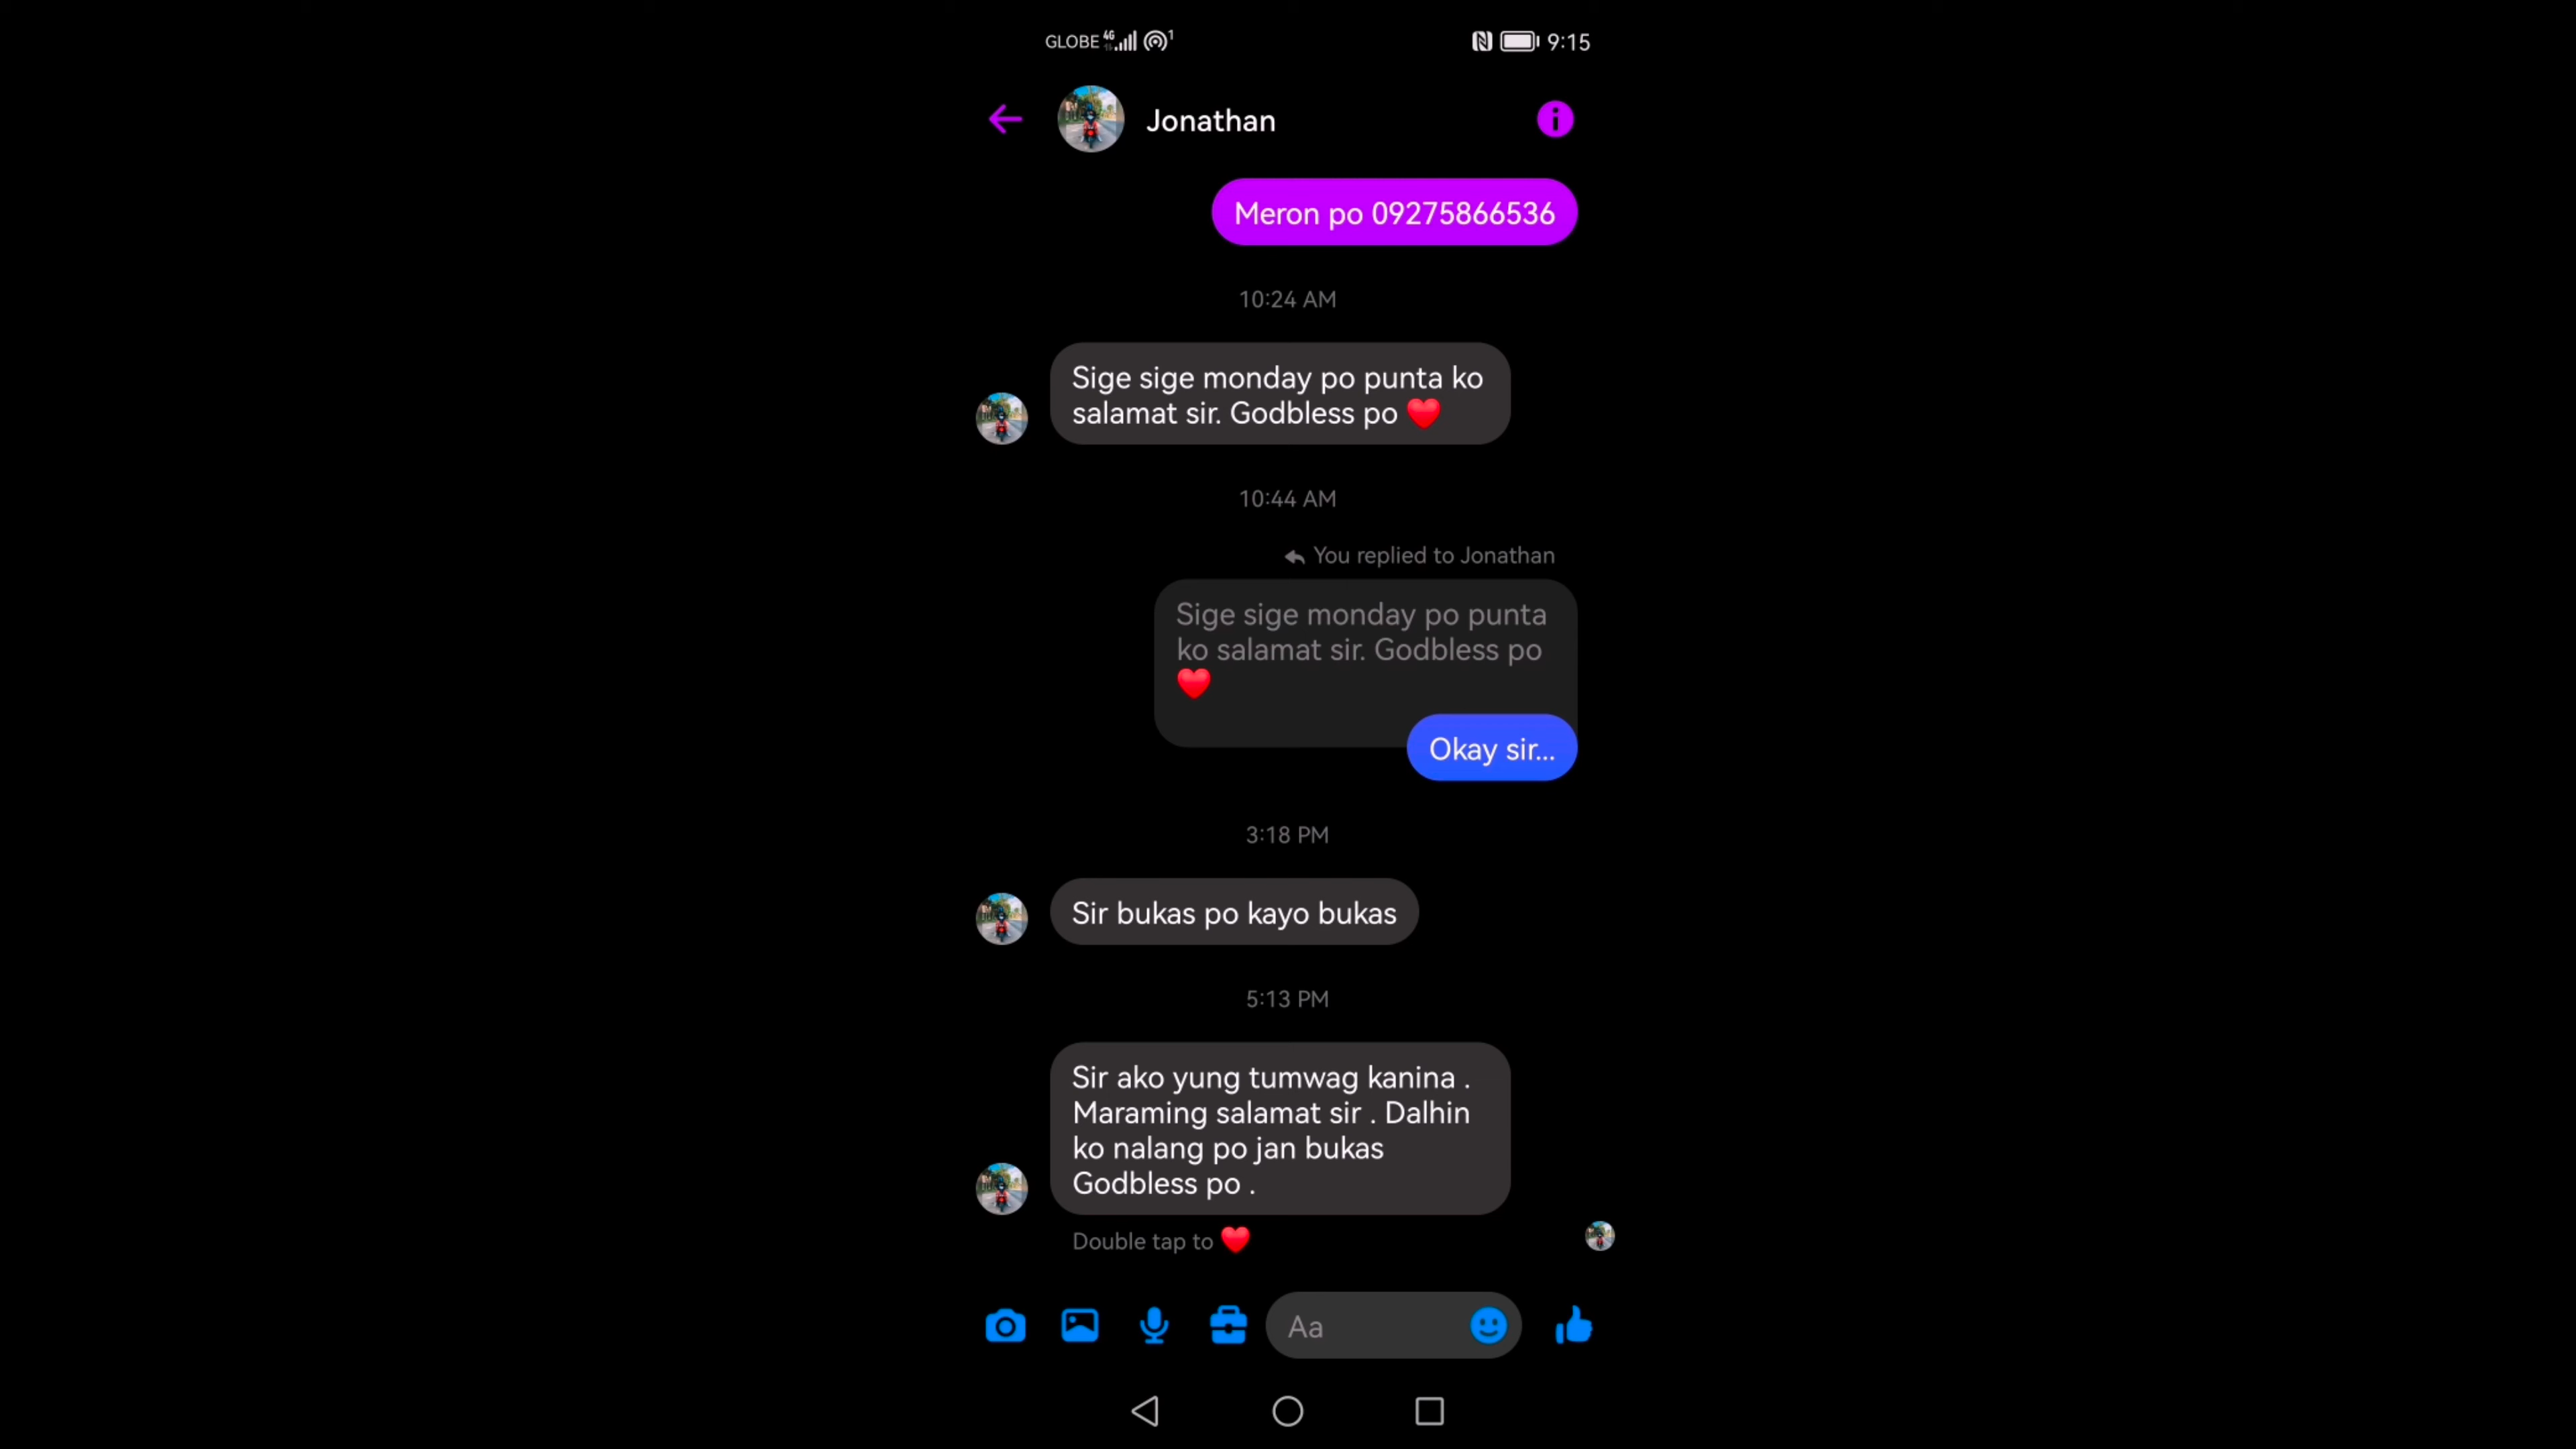 GLOBE 4G 1 9:15
Jonathan
Meron po 09275866536
10:24 AM
Sige sige monday po punta ko
salamat sir. Godbless po ❤️
10:44 AM
You replied to Jonathan
Sige sige monday po punta
ko salamat sir. Godbless po
❤️
Okay sir...
3:18 PM
Sir bukas po kayo bukas
5:13 PM
Sir ako yung tumwag kanina .
Maraming salamat sir . Dalhin
ko nalang po jan bukas
Godbless po .
Double tap to ❤️
Aa